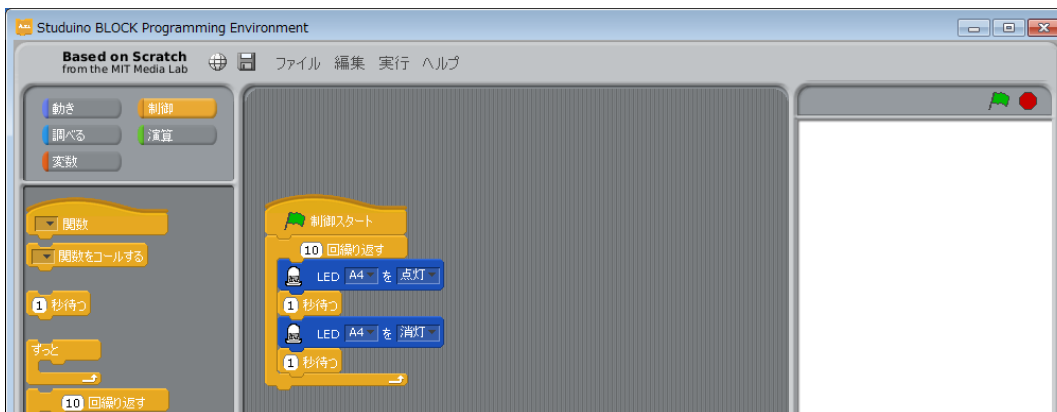 Studuino BLOCK Programming Environment
Based on Scratch
from the MIT Media Lab
ファイル 編集 実行 ヘルプ
動き 制御
調べる 演算
変数
関数
関数をコールする
1 秒待つ
ずっと
10 回繰り返す
制御スタート
10 回繰り返す
LED A4 を 点灯
1 秒待つ
LED A4 を 消灯
1 秒待つ